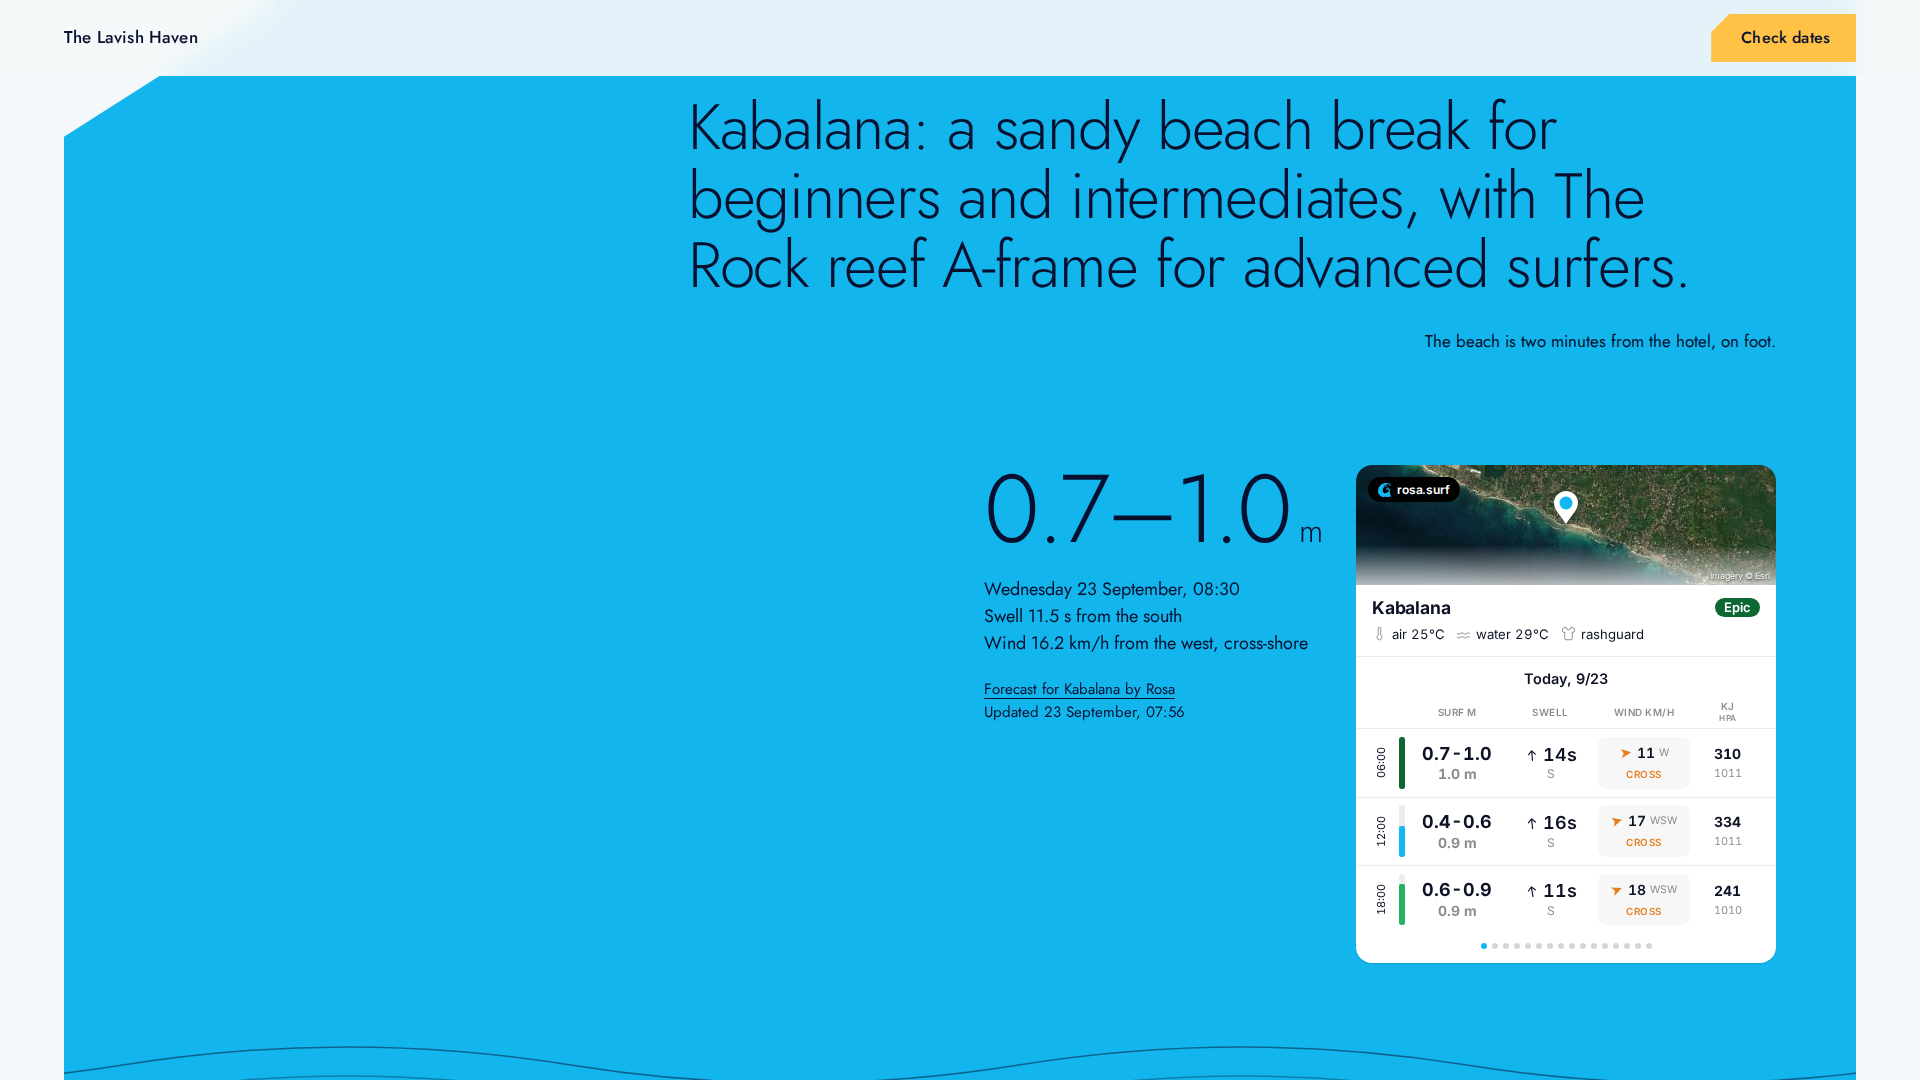 The Lavish Haven
Check dates
Kabalana: a sandy beach break for
beginners and intermediates, with The
Rock reef A-frame for advanced surfers.
The beach is two minutes from the hotel, on foot.
0.7—1.0 m
Wednesday 23 September, 08:30
Swell 11.5 s from the south
Wind 16.2 km/h from the west, cross-shore
Forecast for Kabalana by Rosa
Updated 23 September, 07:56
rosa.surf
Imagery © Esri
Kabalana
Epic
air 25°C water 29°C rashguard
Today, 9/23
SURF M SWELL WIND KM/H KJ
HPA
06:00 0.7-1.0 14s 11 W 310
1.0 m S CROSS 1011
12:00 0.4-0.6 16s 17 WSW 334
0.9 m S CROSS 1011
18:00 0.6-0.9 11s 18 WSW 241
0.9 m S CROSS 1010